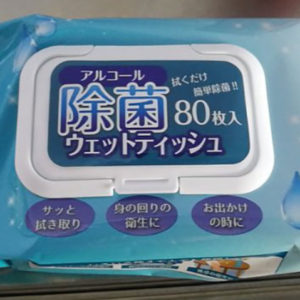 アルコール
拭くだけ
簡単除菌!!
除菌
80枚入
ウェットティッシュ
サッと
拭き取り
身の回りの
衛生に
お出かけ
の時に